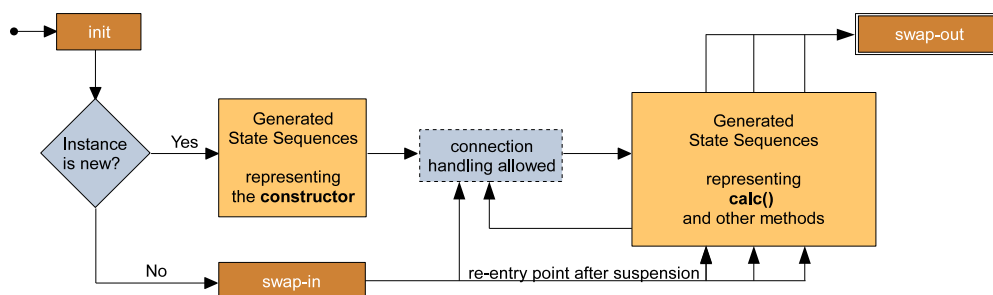 init
swap-out
Instance
is new?
Yes
Generated
State Sequences
representing
the constructor
connection
handling allowed
Generated
State Sequences
representing
calc()
and other methods
No
swap-in
re-entry point after suspension